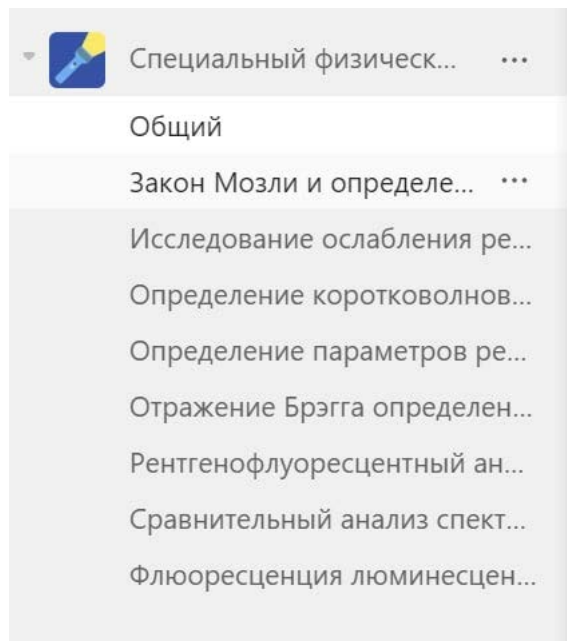 Специальный физическ... ...
Общий
Закон Мозли и определе... ...
Исследование ослабления ре...
Определение коротковолнов...
Определение параметров ре...
Отражение Брэгга определен...
Рентгенофлуоресцентный ан...
Сравнительный анализ спект...
Флюоресценция люминесцен...